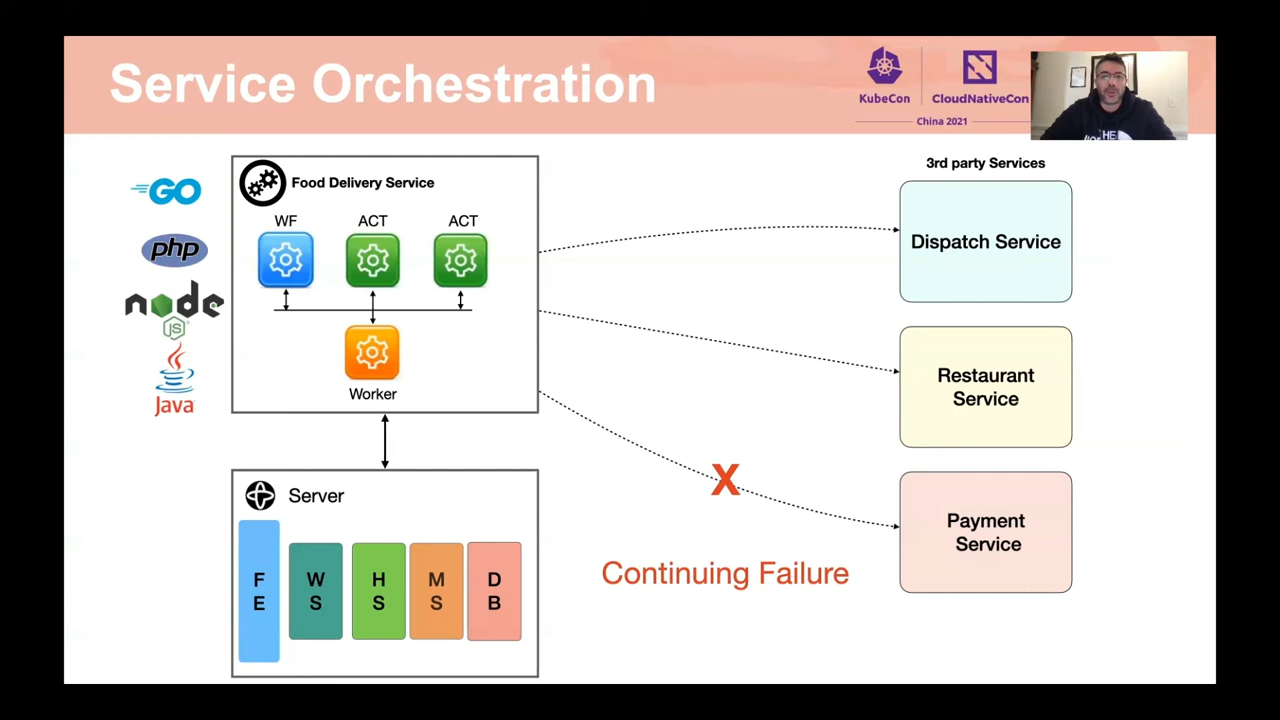 Service Orchestration
KubeCon
CloudNativeCon
China 2021
THE
3rd party Services
GO
php
node
JS
Java
Food Delivery Service
WF
ACT
ACT
Worker
Dispatch Service
Restaurant
Service
Payment
Service
X
Continuing Failure
Server
F
E
W
S
H
S
M
S
D
B